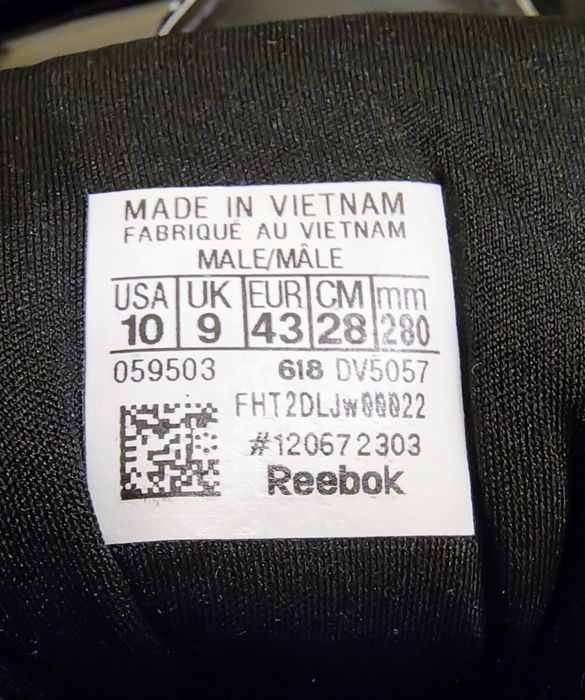 MADE IN VIETNAM
FABRIQUÉ AU VIETNAM
MALE/MÂLE
USA UK EUR CM mm
10 9 43 28 280
059503 618 DV5057
FHT2DLJw00022
#120672303
Reebok